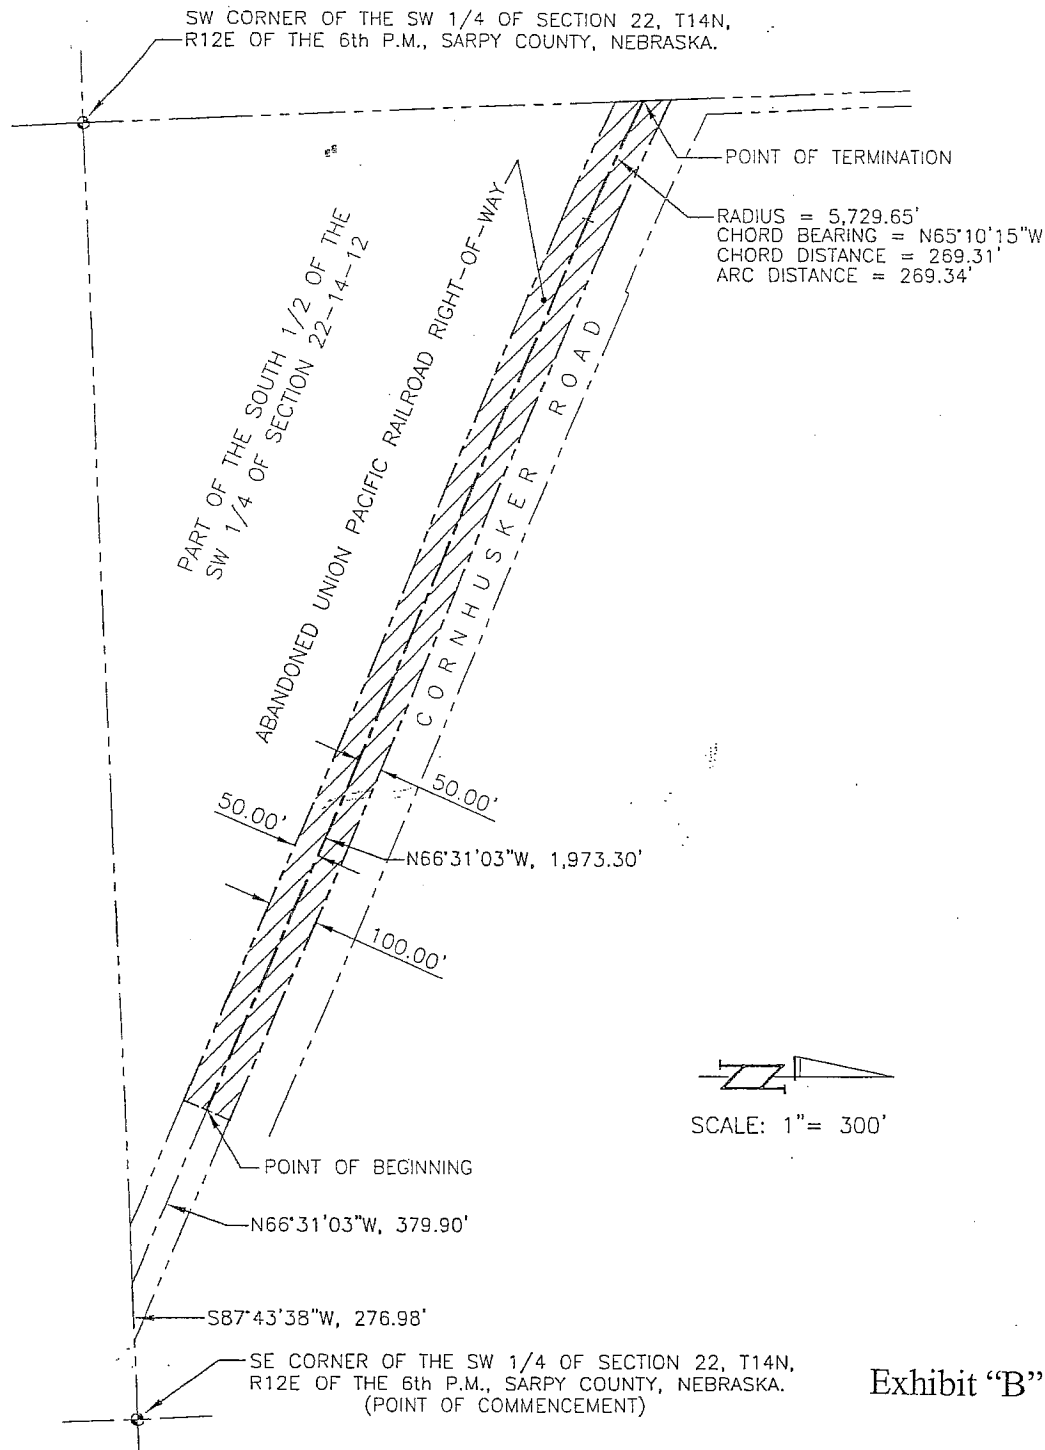 SW CORNER OF THE SW 1/4 OF SECTION 22, T14N,
R12E OF THE 6th P.M., SARPY COUNTY, NEBRASKA.
POINT OF TERMINATION
RADIUS = 5,729.65'
CHORD BEARING = N65°10'15"W
CHORD DISTANCE = 269.31'
ARC DISTANCE = 269.34'
PART OF THE SOUTH 1/2 OF THE
SW 1/4 OF SECTION 22-14-12
ABANDONED UNION PACIFIC RAILROAD RIGHT-OF-WAY
CORNHUSKER ROAD
50.00'
50.00'
N66°31'03"W, 1,973.30'
100.00'
SCALE: 1"= 300'
POINT OF BEGINNING
N66°31'03"W, 379.90'
S87°43'38"W, 276.98'
SE CORNER OF THE SW 1/4 OF SECTION 22, T14N,
R12E OF THE 6th P.M., SARPY COUNTY, NEBRASKA.
(POINT OF COMMENCEMENT)
Exhibit “B”